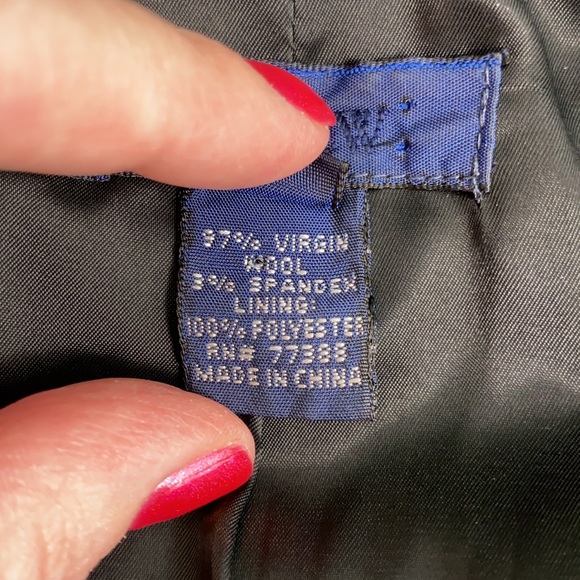 97% VIRGIN
WOOL
3% SPANDEX
LINING:
100% POLYESTER
RN# 77388
MADE IN CHINA